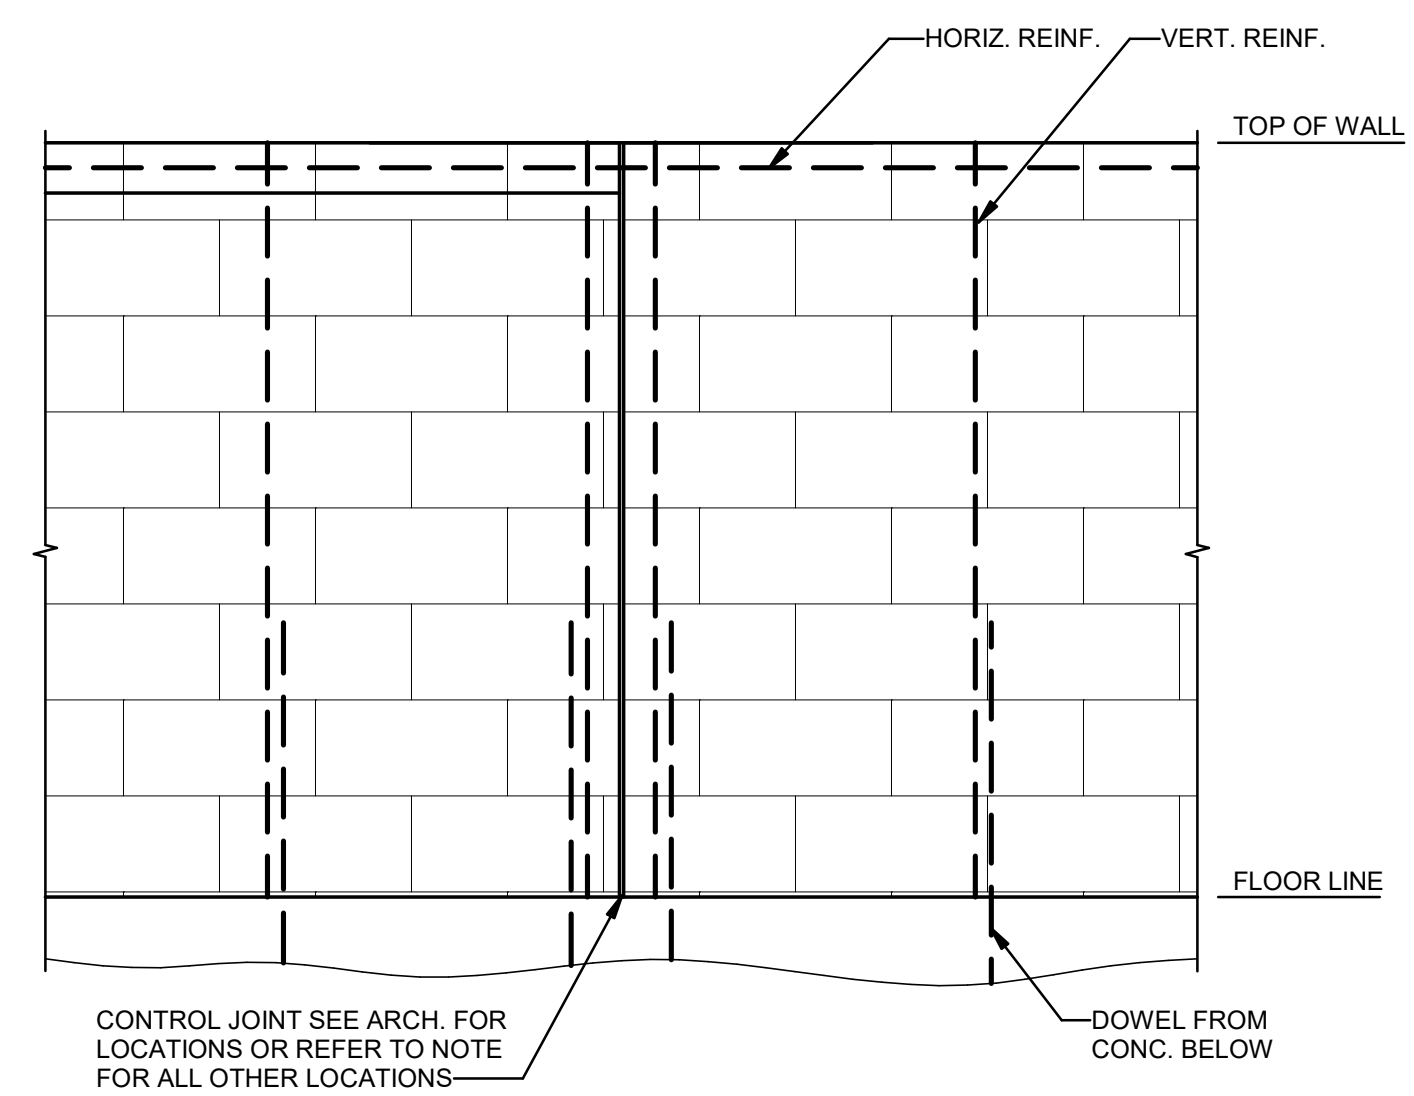 HORIZ. REINF.
VERT. REINF.
TOP OF WALL
FLOOR LINE
CONTROL JOINT SEE ARCH. FOR
LOCATIONS OR REFER TO NOTE
FOR ALL OTHER LOCATIONS
DOWEL FROM
CONC. BELOW